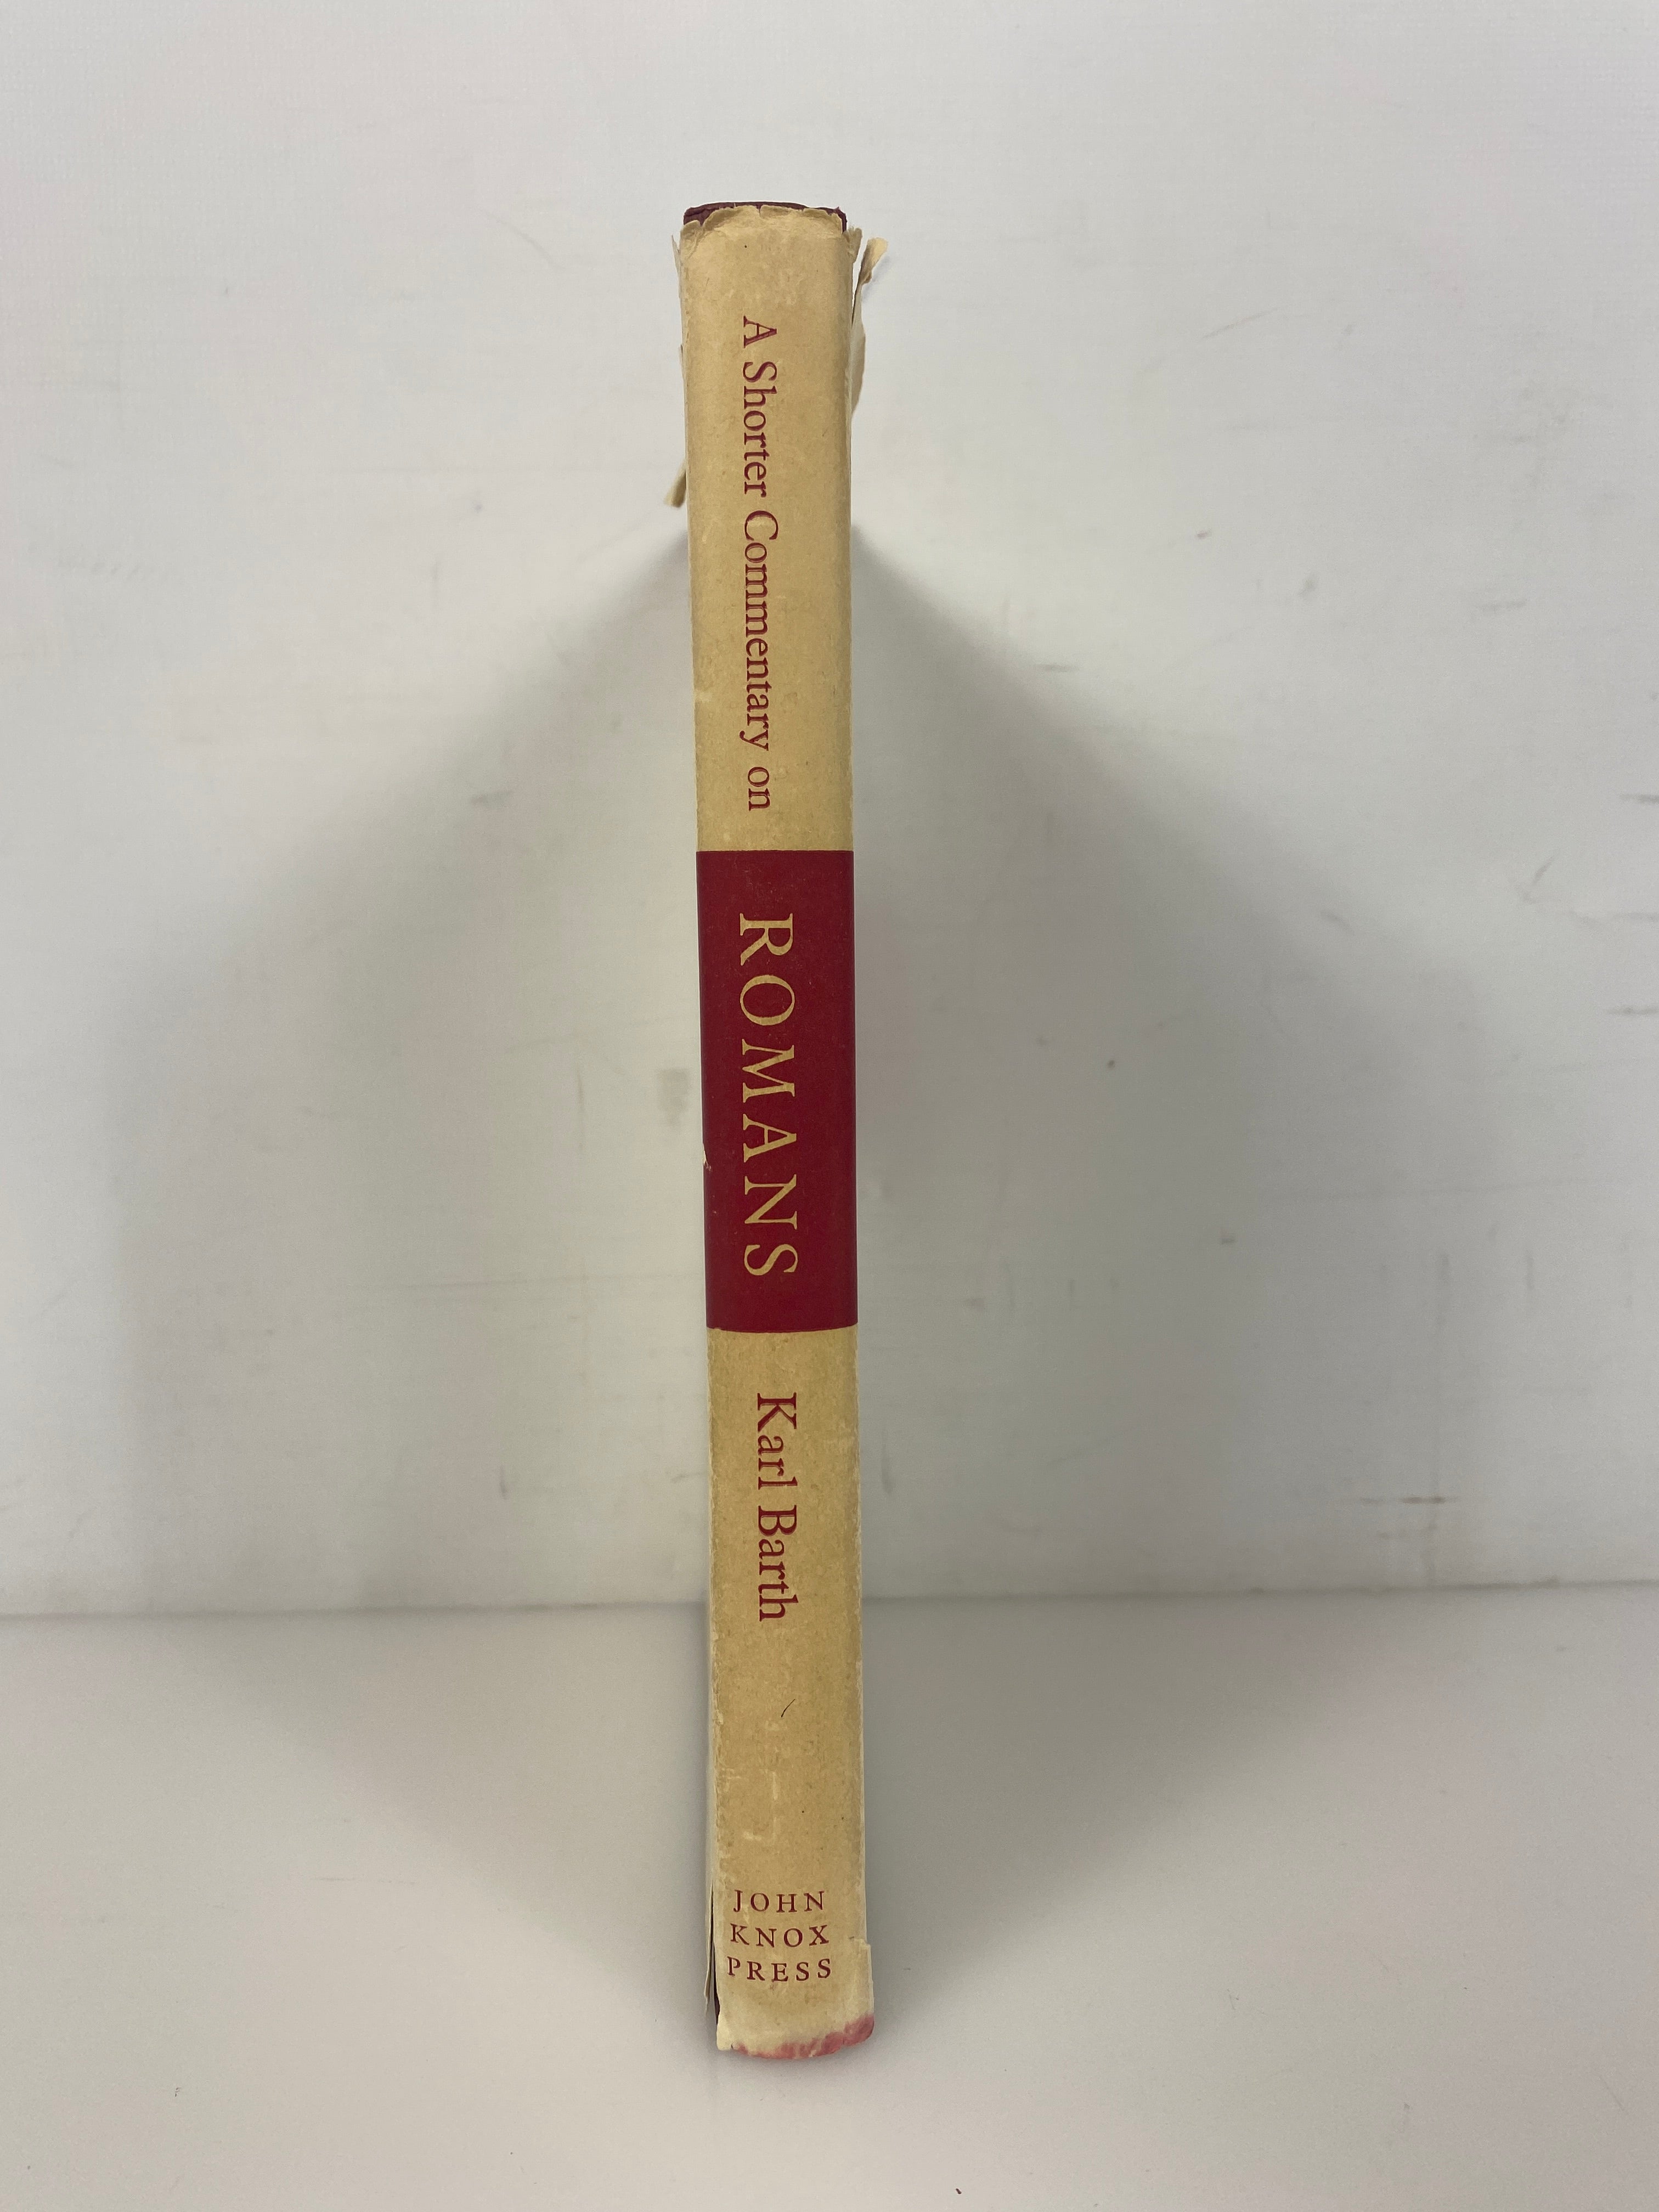 A Shorter Commentary on
ROMANS
Karl Barth
JOHN
KNOX
PRESS